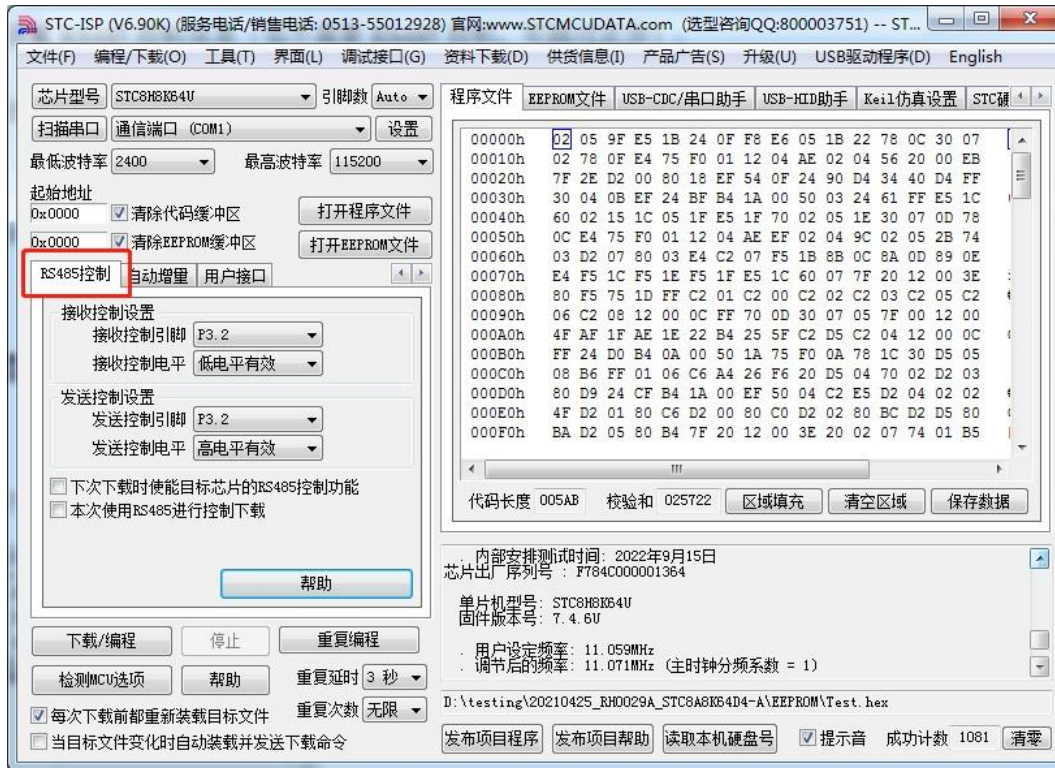 STC-ISP (V6.90K) (服务电话/销售电话: 0513-55012928) 官网:www.STCMCUDATA.com (选型咨询QQ:800003751) -- ST...
文件(F) 编程/下载(O) 工具(T) 界面(L) 调试接口(G) 资料下载(D) 供货信息(I) 产品广告(S) 升级(U) USB驱动程序(D) English
芯片型号 STC8H8K64U 引脚数 Auto
扫描串口 通信端口 (COM1) 设置
最低波特率 2400 最高波特率 115200
起始地址
0x0000 清除代码缓冲区 打开程序文件
0x0000 清除EEPROM缓冲区 打开EEPROM文件
RS485控制 自动增量 用户接口
接收控制设置
接收控制引脚 P3.2
接收控制电平 低电平有效
发送控制设置
发送控制引脚 P3.2
发送控制电平 高电平有效
下次下载时使能目标芯片的RS485控制功能
本次使用RS485进行控制下载
帮助
下载/编程 停止 重复编程
检测MCU选项 帮助 重复延时 3 秒
每次下载前都重新装载目标文件 重复次数 无限
当目标文件变化时自动装载并发送下载命令
程序文件 EEPROM文件 USB-CDC/串口助手 USB-HID助手 Keil仿真设置 STC
00000h 02 05 9F E5 1B 24 0F F8 E6 05 1B 22 78 0C 30 07
00010h 02 78 0F E4 75 F0 01 12 04 AE 02 04 56 20 00 EB
00020h 7F 2E D2 00 80 18 EF 54 0F 24 90 D4 34 40 D4 FF
00030h 30 04 0B EF 24 BF B4 1A 00 50 03 24 61 FF E5 1C
00040h 60 02 15 1C 05 1F E5 1F 70 02 05 1E 30 07 0D 78
00050h 0C E4 75 F0 01 12 04 AE EF 02 04 9C 02 05 2B 74
00060h 03 D2 07 80 03 E4 C2 07 F5 1B 8B 0C 8A 0D 89 0E
00070h E4 F5 1C F5 1E F5 1F E5 1C 60 07 7F 20 12 00 3E
00080h 80 F5 75 1D FF C2 01 C2 00 C2 02 C2 03 C2 05 C2
00090h 06 C2 08 12 00 0C FF 70 0D 30 07 05 7F 00 12 00
000A0h 4F AF 1F AE 1E 22 B4 25 5F C2 D5 C2 04 12 00 0C
000B0h FF 24 D0 B4 0A 00 50 1A 75 F0 0A 78 1C 30 D5 05
000C0h 08 B6 FF 01 06 C6 A4 26 F6 20 D5 04 70 02 D2 03
000D0h 80 D9 24 CF B4 1A 00 EF 50 04 C2 E5 D2 04 02 02
000E0h 4F D2 01 80 C6 D2 00 80 C0 D2 02 80 BC D2 D5 80
000F0h BA D2 05 80 B4 7F 20 12 00 3E 20 02 07 74 01 B5
代码长度 005AB 校验和 025722 区域填充 清空区域 保存数据
. 内部安排测试时间: 2022年9月15日
芯片出厂序列号 : F784C000001364
单片机型号: STC8H8K64U
固件版本号: 7.4.6U
. 用户设定频率: 11.059MHz
. 调节后的频率: 11.071MHz (主时钟分频系数 = 1)
D:\testing\20210425_RH0029A_STC8A8K64D4-A\EEPROM\Test.hex
发布项目程序 发布项目帮助 读取本机硬盘号 提示音 成功计数 1081 清零